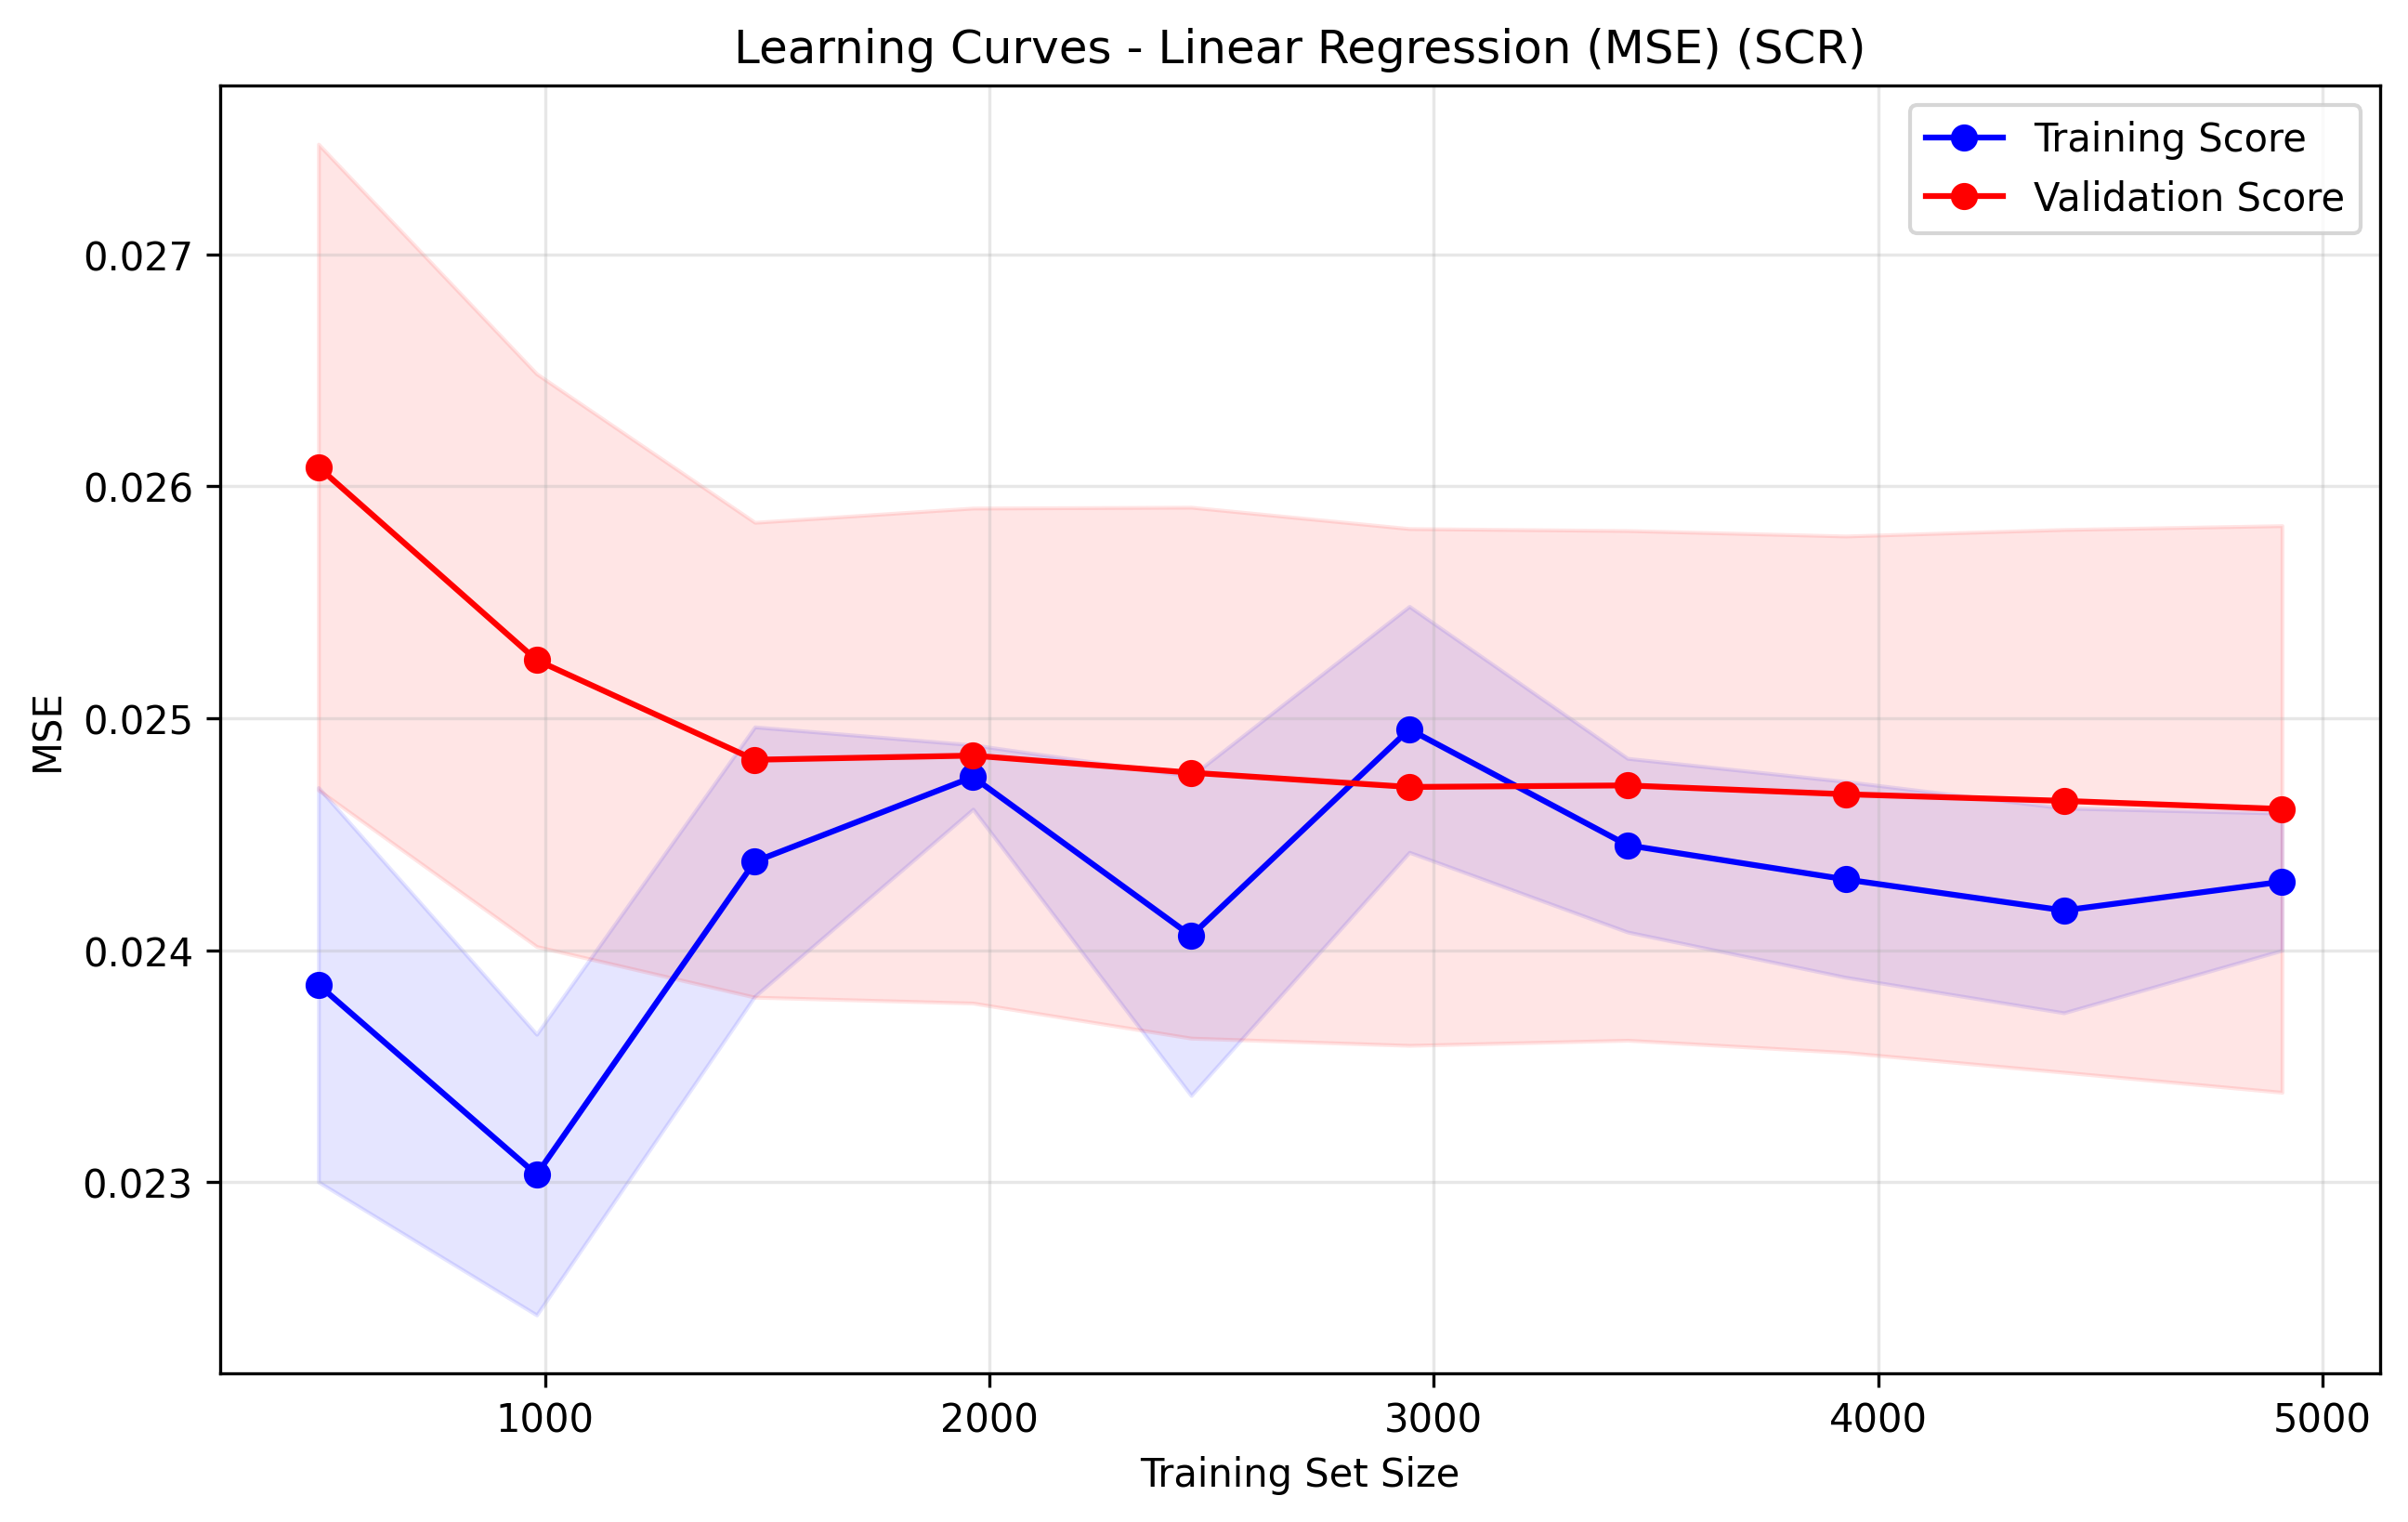 Learning Curves - Linear Regression (MSE) (SCR)
Training Score
Validation Score
0.027
0.026
0.025
0.024
0.023
MSE
1000
2000
3000
4000
5000
Training Set Size